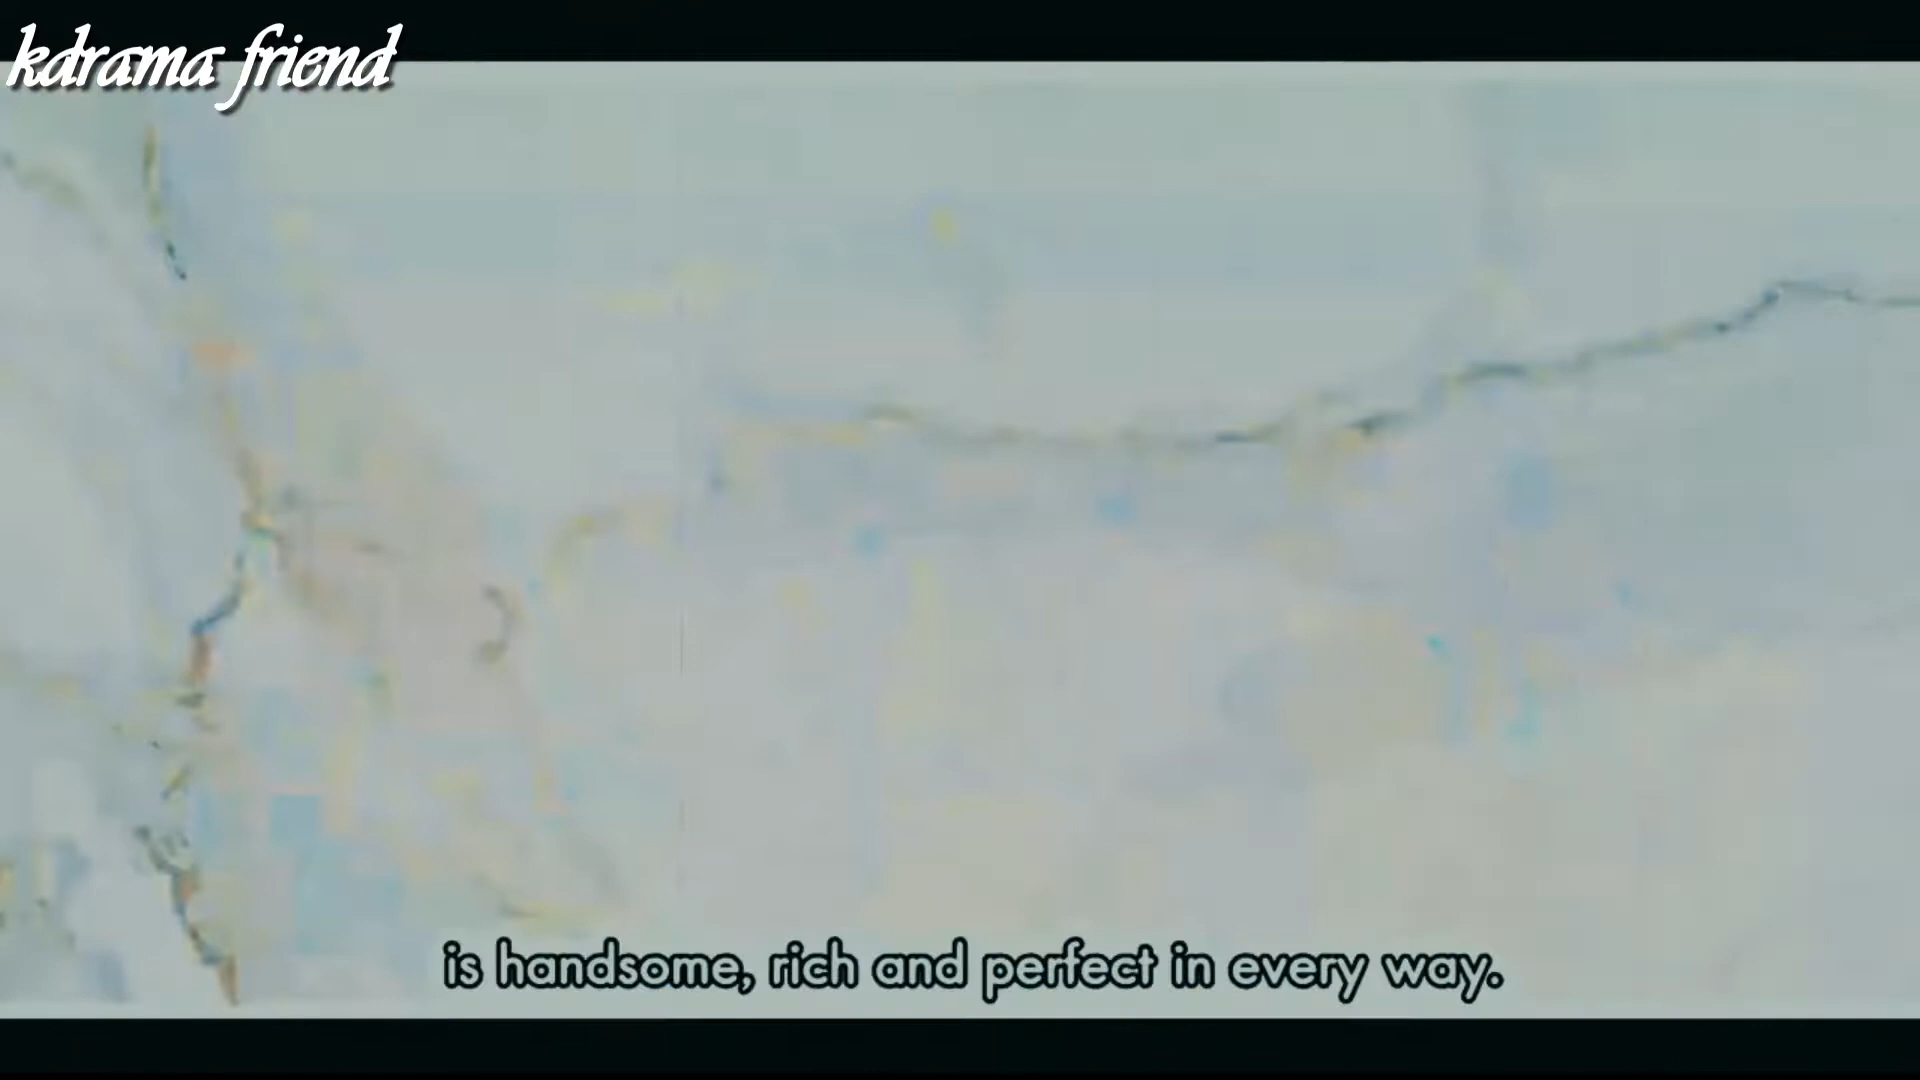 kdrama friend
is handsome, rich and perfect in every way.